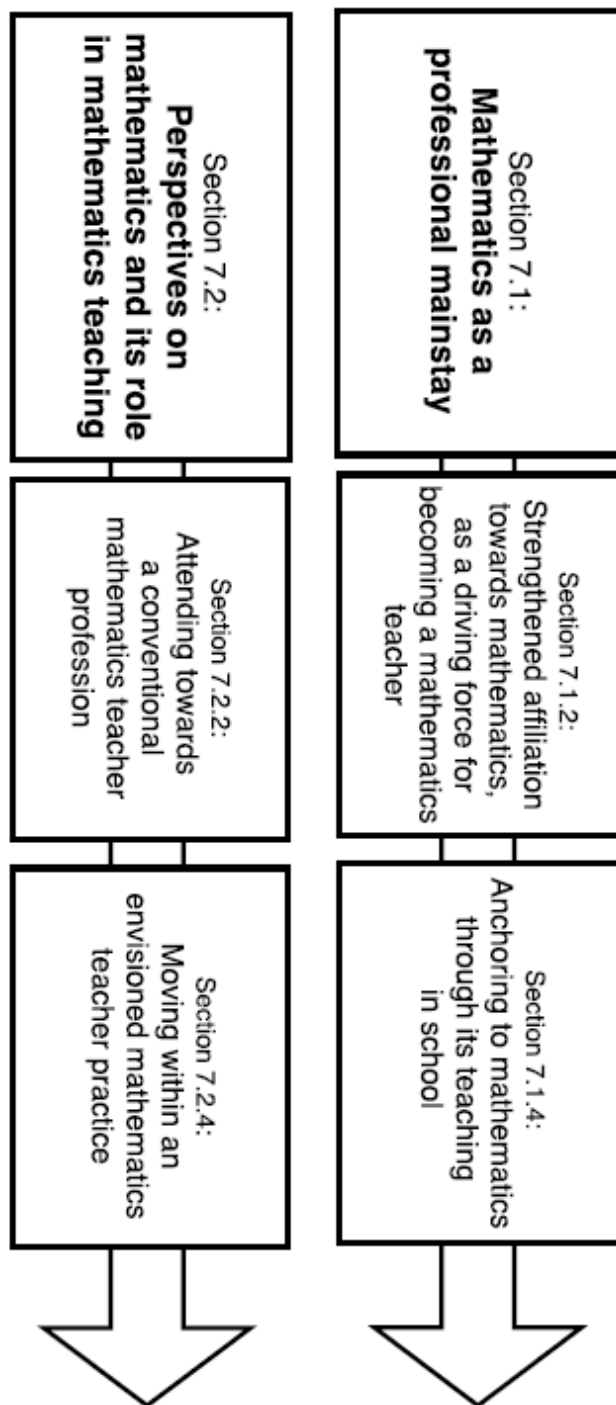 Section 7.1:
Mathematics as a
professional mainstay
Section 7.1.2:
Strengthened affiliation
towards mathematics,
as a driving force for
becoming a mathematics
teacher
Section 7.1.4:
Anchoring to mathematics
through its teaching
in school
Section 7.2:
Perspectives on
mathematics and its role
in mathematics teaching
Section 7.2.2:
Attending towards
a conventional
mathematics teacher
profession
Section 7.2.4:
Moving within an
envisioned mathematics
teacher practice